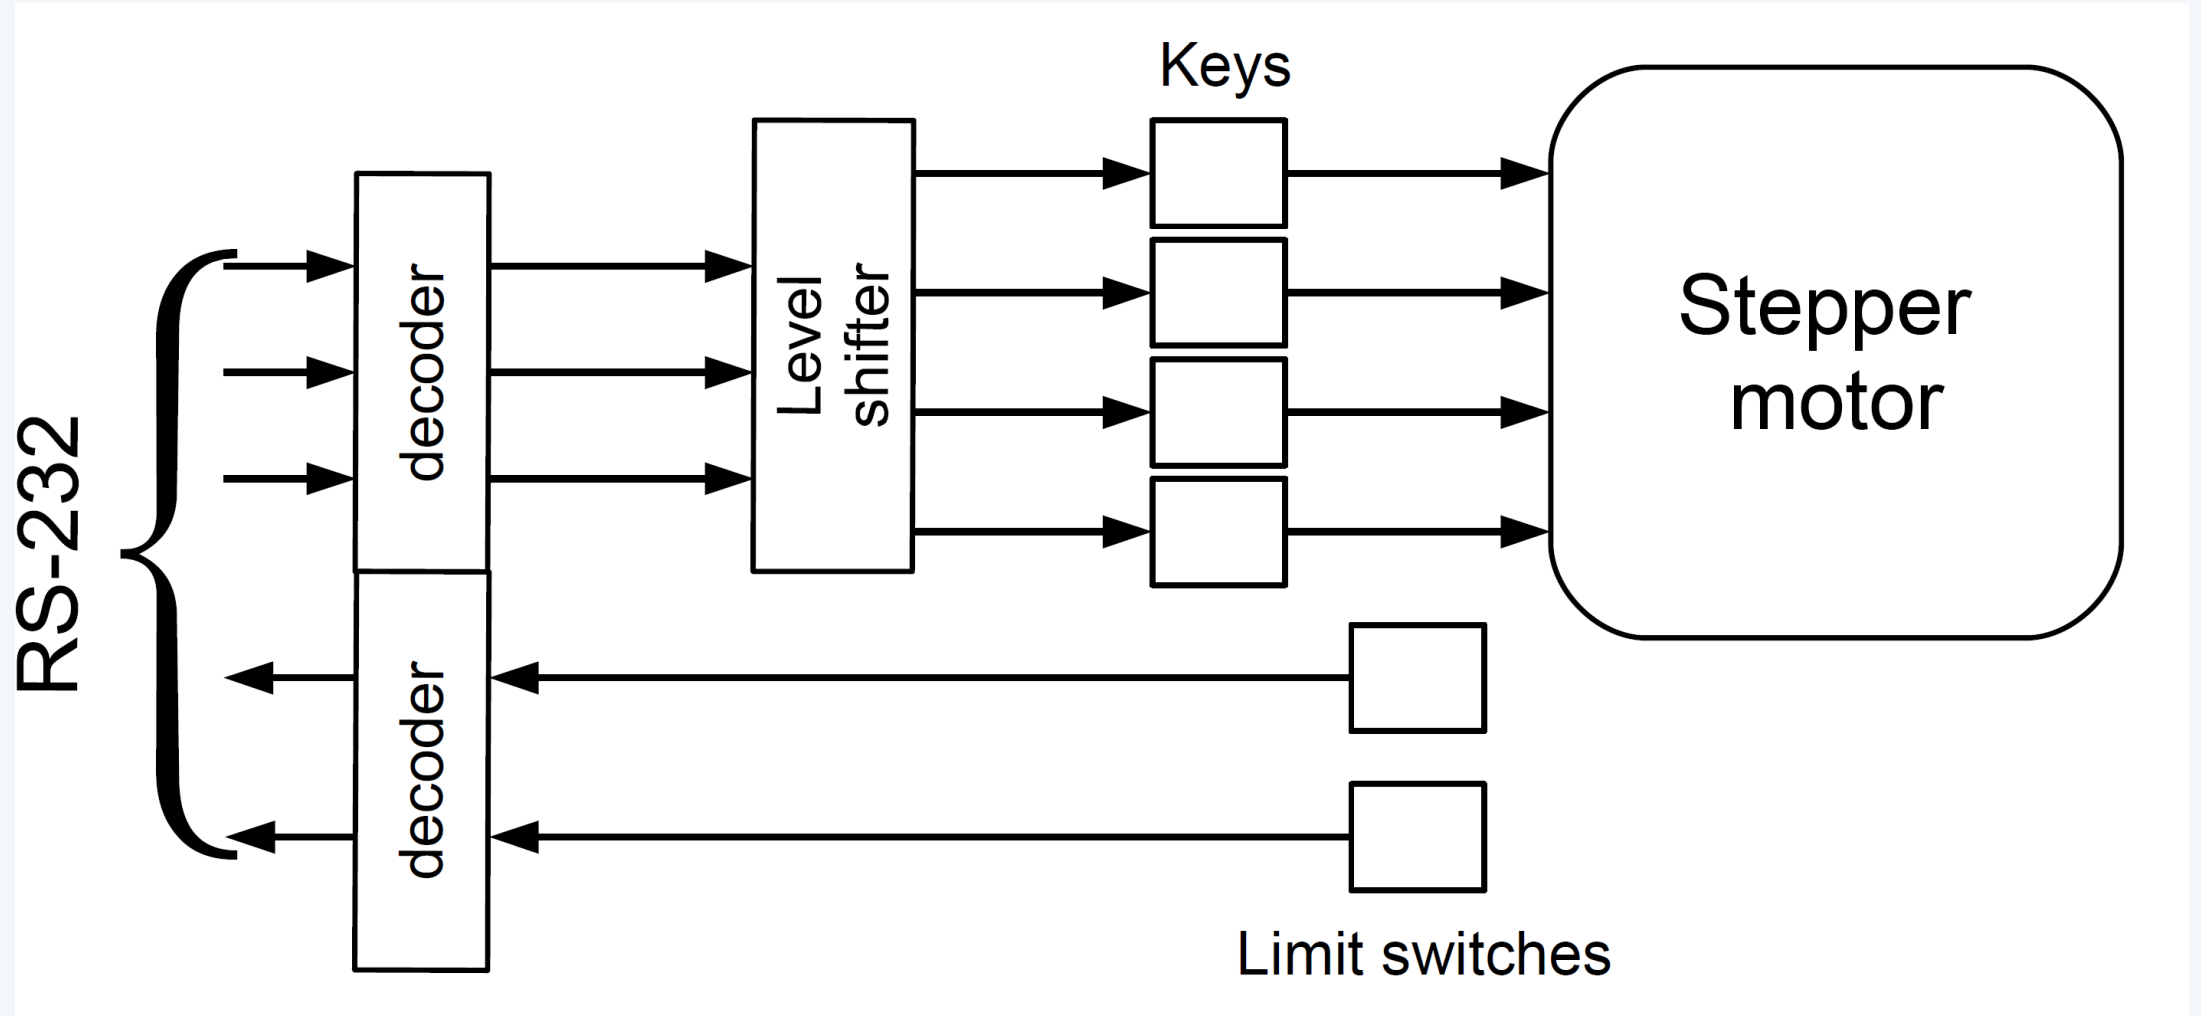 Keys
RS-232
decoder
Level
shifter
Stepper
motor
decoder
Limit switches